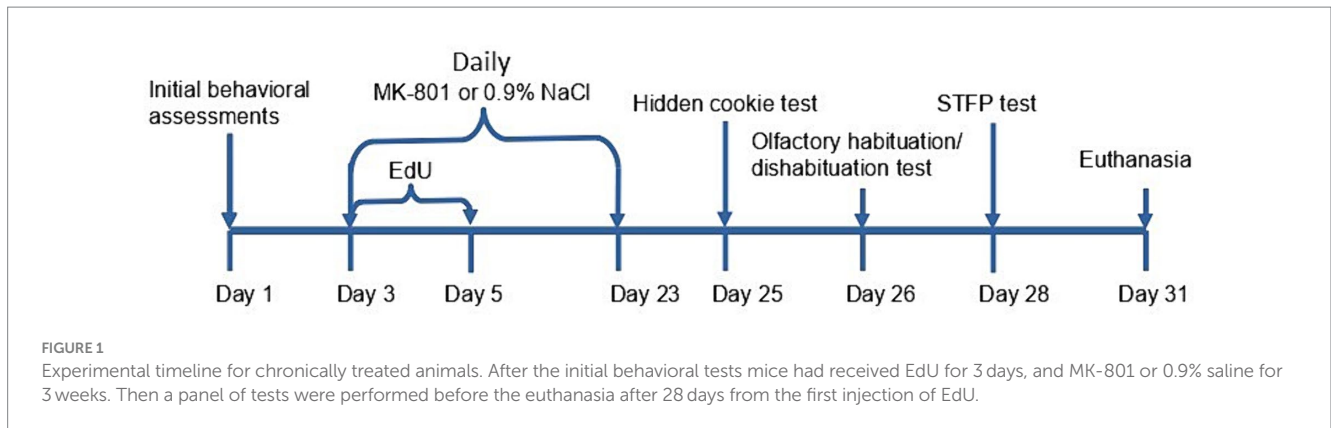 Daily
Initial behavioral
assessments
MK-801 or 0.9% NaCl
Hidden cookie test
STFP test
Olfactory habituation/
dishabituation test
Euthanasia
EdU
Day 1
Day 3
Day 5
Day 23
Day 25
Day 26
Day 28
Day 31
FIGURE 1
Experimental timeline for chronically treated animals. After the initial behavioral tests mice had received EdU for 3 days, and MK-801 or 0.9% saline for
3 weeks. Then a panel of tests were performed before the euthanasia after 28 days from the first injection of EdU.